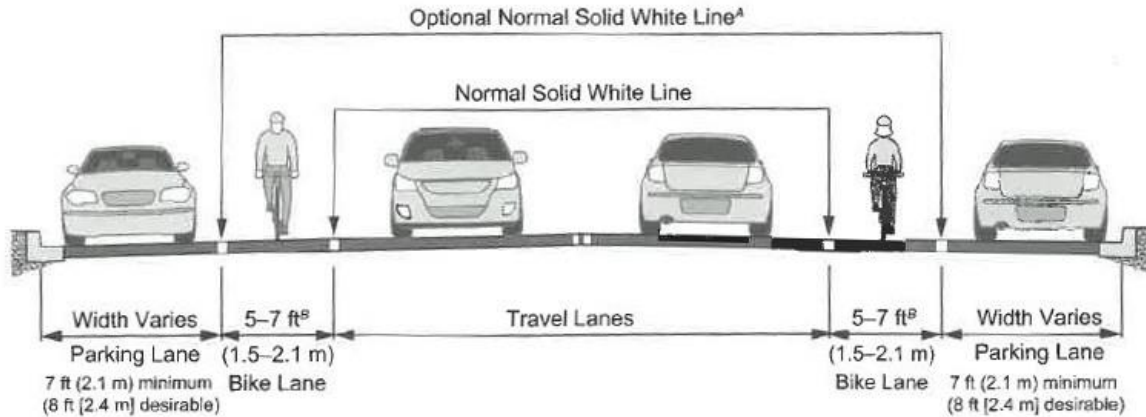 Optional Normal Solid White Lineᴬ
Normal Solid White Line
Width Varies
Parking Lane
7 ft (2.1 m) minimum
(8 ft [2.4 m] desirable)
5–7 ftᴮ
(1.5–2.1 m)
Bike Lane
Travel Lanes
5–7 ftᴮ
(1.5–2.1 m)
Bike Lane
Width Varies
Parking Lane
7 ft (2.1 m) minimum
(8 ft [2.4 m] desirable)